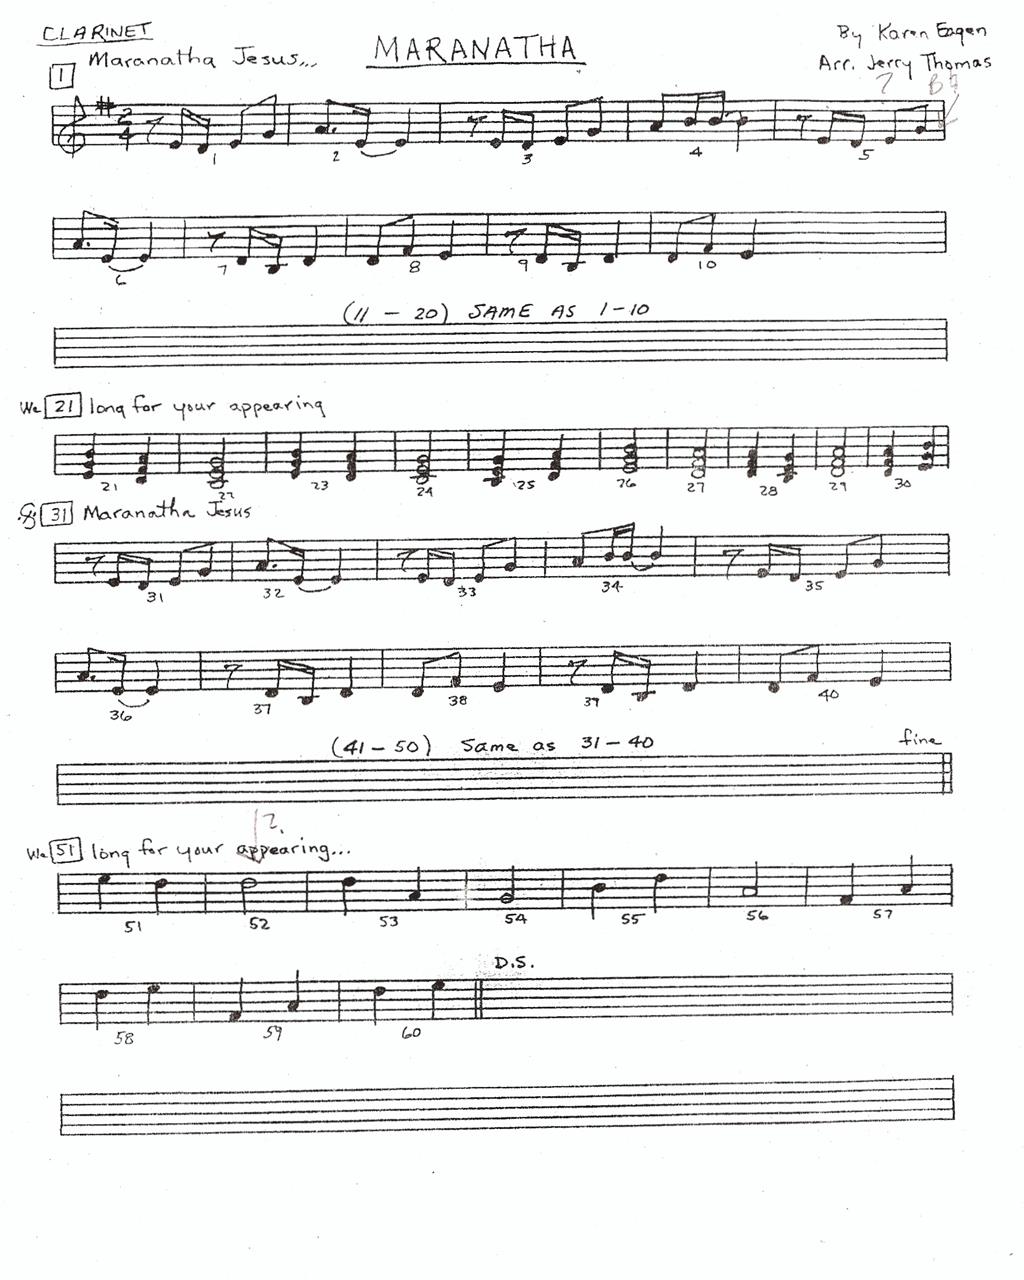 CLARINET
MARANATHA
By Karen Eagen
Arr. Jerry Thomas
1 Maranatha Jesus...
? B
2
4
1 2 3 4 5
6 7 8 9 10
(11 - 20) SAME AS 1-10
We 21 long for your appearing
21 22 23 24 25 26 27 28 29 30
31 Maranatha Jesus
31 32 33 34 35
36 37 38 39 40
(41 - 50) Same as 31 - 40 fine
?
We 51 long for your appearing...
51 52 53 54 55 56 57
D.S.
58 59 60